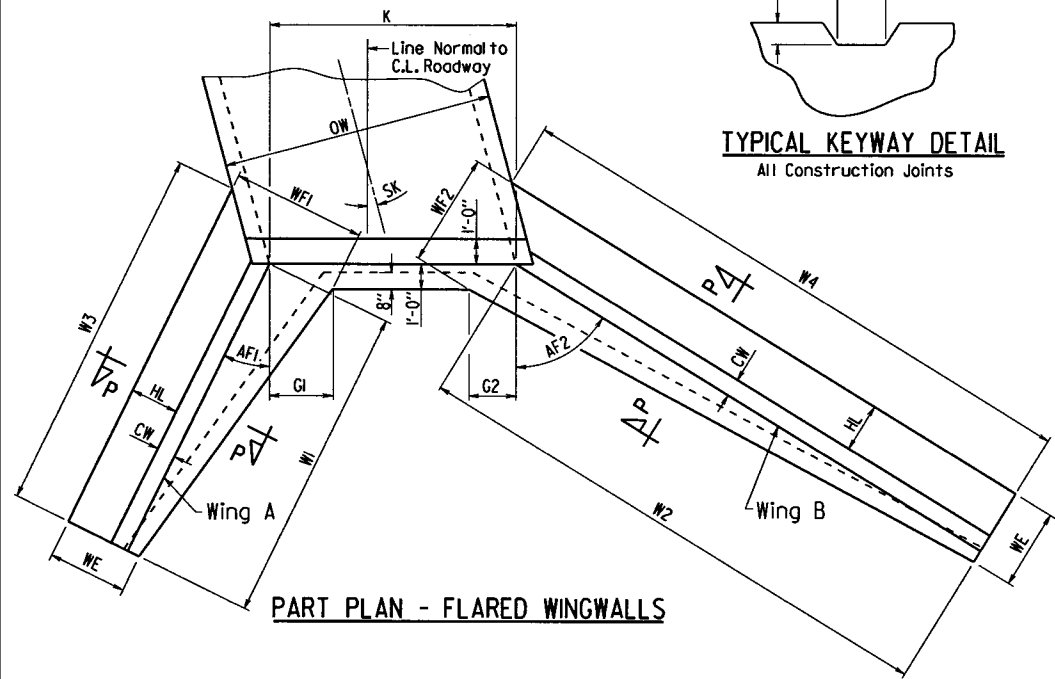 K
Line Normal to
C.L. Roadway
TYPICAL KEYWAY DETAIL
All Construction Joints
OW
WF1
SK
WF2
1'-0"
W4
W3
8"
1'-0"
AF1
AF2
G1
G2
HL
CW
P
P
P
P
CW
HL
W1
Wing A
W2
Wing B
WE
WE
PART PLAN - FLARED WINGWALLS